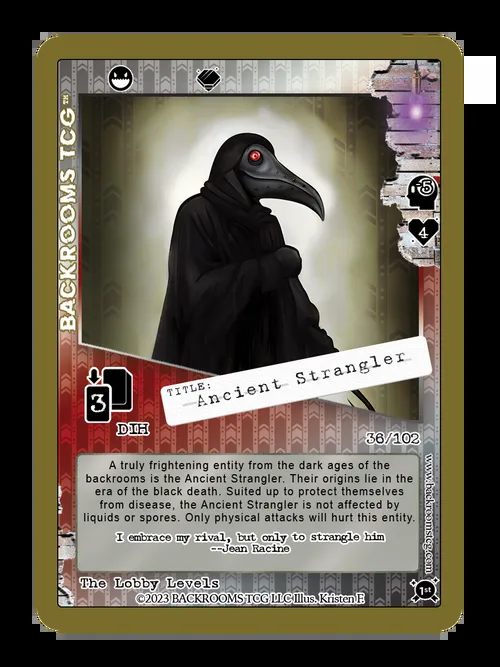 BACKROOMS TCG™
-5
4
TITLE:
Ancient Strangler
3
DIH
36/102
A truly frightening entity from the dark ages of the
backrooms is the Ancient Strangler. Their origins lie in the
era of the black death. Suited up to protect themselves
from disease, the Ancient Strangler is not affected by
liquids or spores. Only physical attacks will hurt this entity.
I embrace my rival, but only to strangle him
--Jean Racine
www.backroomstcg.com
The Lobby Levels
©2023 BACKROOMS TCG LLC Illus. Kristen F.
1st